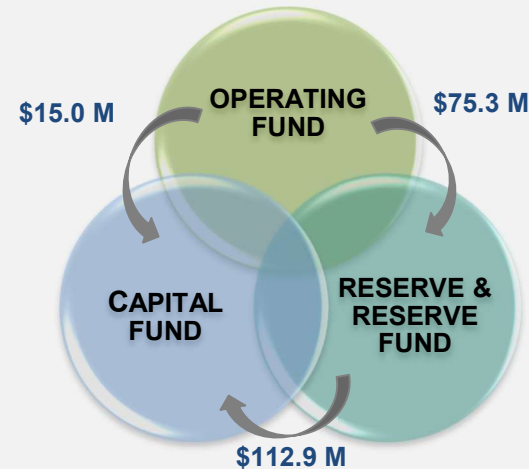 OPERATING
FUND
$15.0 M
$75.3 M
CAPITAL
FUND
RESERVE &
RESERVE
FUND
$112.9 M